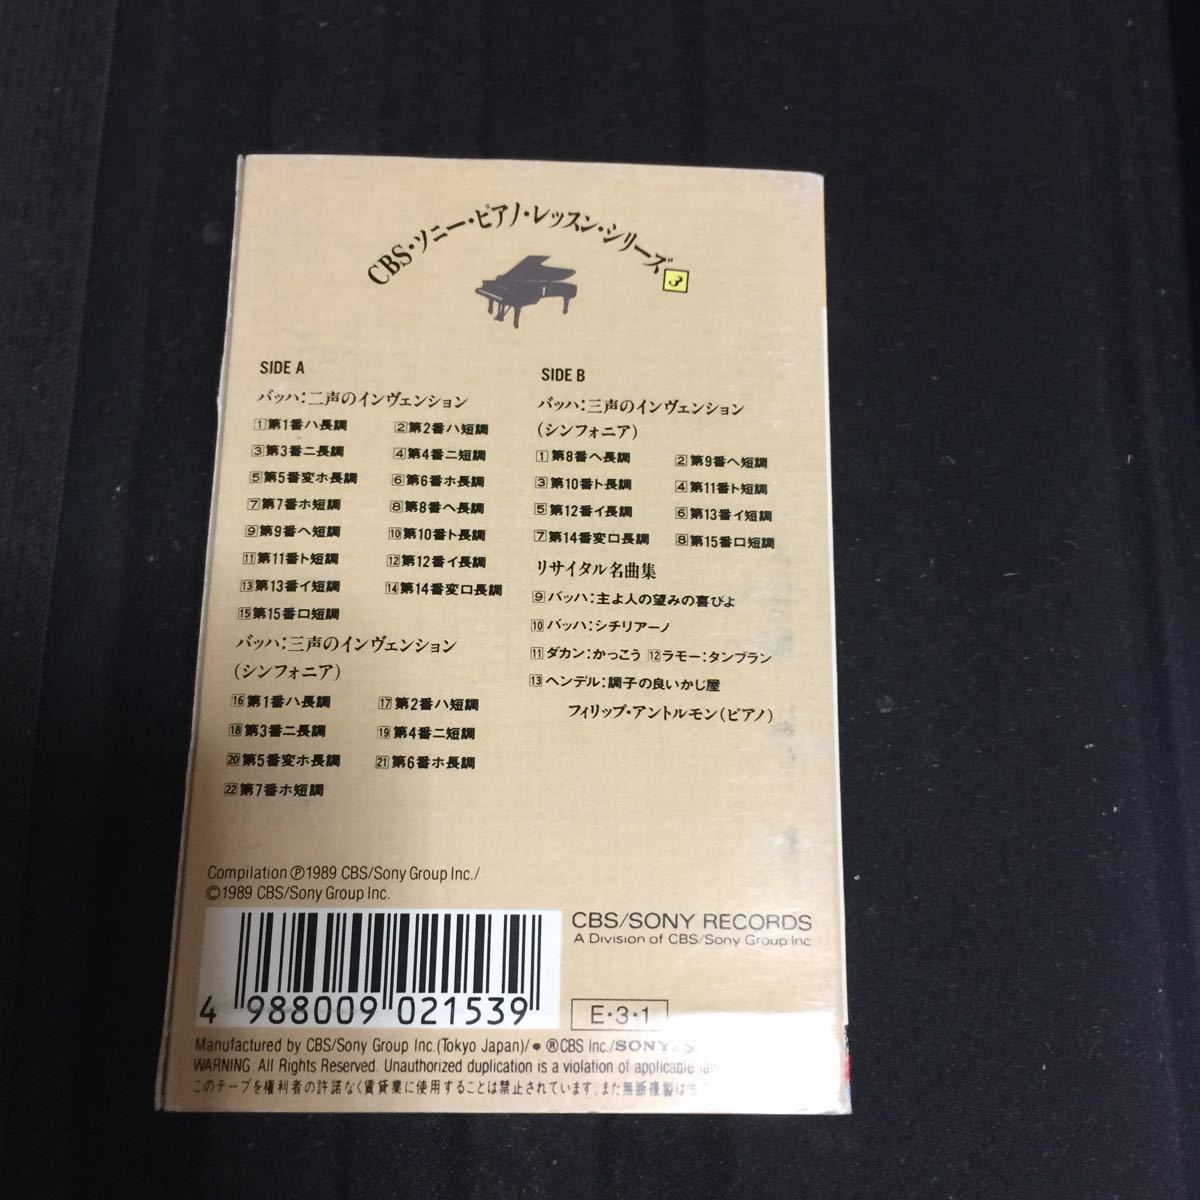 CBS・ソニー・ピアノ・レッスン・シリーズ 3
SIDE A
バッハ:二声のインヴェンション
1 第1番ハ長調 2 第2番ハ短調
3 第3番ニ長調 4 第4番ニ短調
5 第5番変ホ長調 6 第6番ホ長調
7 第7番ホ短調 8 第8番ヘ長調
9 第9番ヘ短調 10 第10番ト長調
11 第11番ト短調 12 第12番イ長調
13 第13番イ短調 14 第14番変ロ長調
15 第15番ロ短調
バッハ:三声のインヴェンション
(シンフォニア)
16 第1番ハ長調 17 第2番ハ短調
18 第3番ニ長調 19 第4番ニ短調
20 第5番変ホ長調 21 第6番ホ長調
22 第7番ホ短調
SIDE B
バッハ:三声のインヴェンション
(シンフォニア)
1 第8番ヘ長調 2 第9番ヘ短調
3 第10番ト長調 4 第11番ト短調
5 第12番イ長調 6 第13番イ短調
7 第14番変ロ長調 8 第15番ロ短調
リサイタル名曲集
9 バッハ:主よ人の望みの喜びよ
10 バッハ:シチリアーノ
11 ダカン:かっこう 12 ラモー:タンブラン
13 ヘンデル:調子の良いかじ屋
フィリップ・アントルモン(ピアノ)
Compilation Ⓟ1989 CBS/Sony Group Inc./
©1989 CBS/Sony Group Inc.
CBS/SONY RECORDS
A Division of CBS/Sony Group Inc
4 988009 021539
E・3・1
Manufactured by CBS/Sony Group Inc.(Tokyo Japan)/● ®CBS Inc./SONY
WARNING: All Rights Reserved. Unauthorized duplication is a violation of applicable
このテープを権利者の許諾なく賃貸業に使用することは禁止されています。また無断複製は